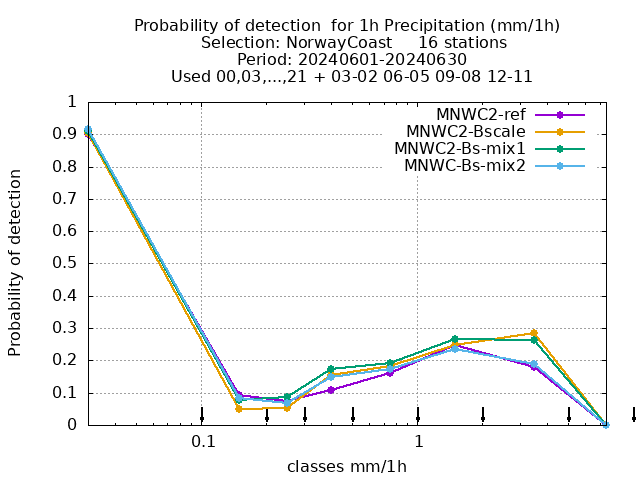 Probability of detection  for 1h Precipitation (mm/1h)
Selection: NorwayCoast     16 stations
Period: 20240601-20240630
Used 00,03,...,21 + 03-02 06-05 09-08 12-11
MNWC2-ref
MNWC2-Bscale
MNWC2-Bs-mix1
MNWC-Bs-mix2
Probability of detection
1
0.9
0.8
0.7
0.6
0.5
0.4
0.3
0.2
0.1
0
0.1
1
classes mm/1h